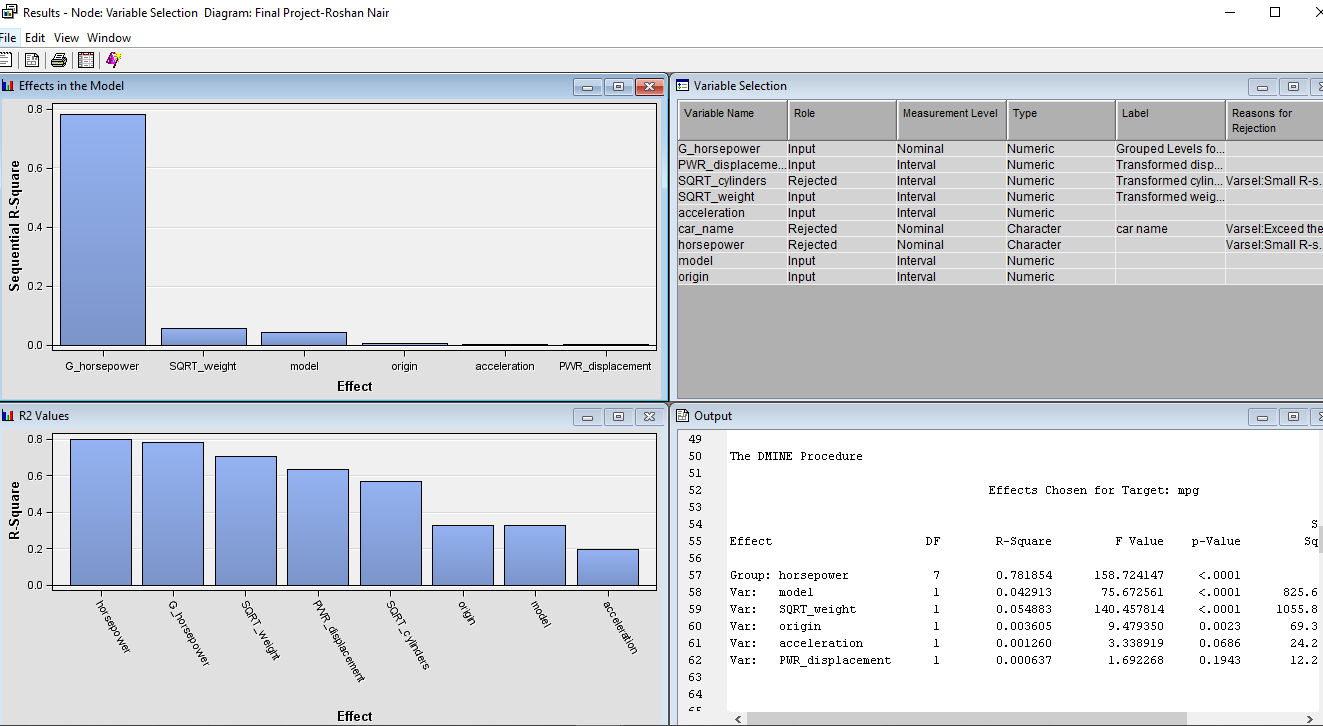 Results - Node: Variable Selection Diagram: Final Project-Roshan Nair
File Edit View Window
Effects in the Model
Sequential R-Square
0.8
0.6
0.4
0.2
0.0
G_horsepower SQRT_weight model origin acceleration PWR_displacement
Effect
Variable Selection
Variable Name Role Measurement Level Type Label Reasons for
Rejection
G_horsepower Input Nominal Numeric Grouped Levels fo...
PWR_displaceme... Input Interval Numeric Transformed disp...
SQRT_cylinders Rejected Interval Numeric Transformed cylin... Varsel:Small R-s...
SQRT_weight Input Interval Numeric Transformed weig...
acceleration Input Interval Numeric
car_name Rejected Nominal Character car name Varsel:Exceed the
horsepower Rejected Nominal Character Varsel:Small R-s...
model Input Interval Numeric
origin Input Interval Numeric
R2 Values
R-Square
0.8
0.6
0.4
0.2
0.0
horsepower G_horsepower SQRT_weight PWR_displacement SQRT_cylinders origin model acceleration
Effect
Output
49
50 The DMINE Procedure
51
52 Effects Chosen for Target: mpg
53
54 S
55 Effect DF R-Square F Value p-Value Sq
56
57 Group: horsepower 7 0.781854 158.724147 <.0001
58 Var: model 1 0.042913 75.672561 <.0001 825.6
59 Var: SQRT_weight 1 0.054883 140.457814 <.0001 1055.8
60 Var: origin 1 0.003605 9.479350 0.0023 69.3
61 Var: acceleration 1 0.001260 3.338919 0.0686 24.2
62 Var: PWR_displacement 1 0.000637 1.692268 0.1943 12.2
63
64
65